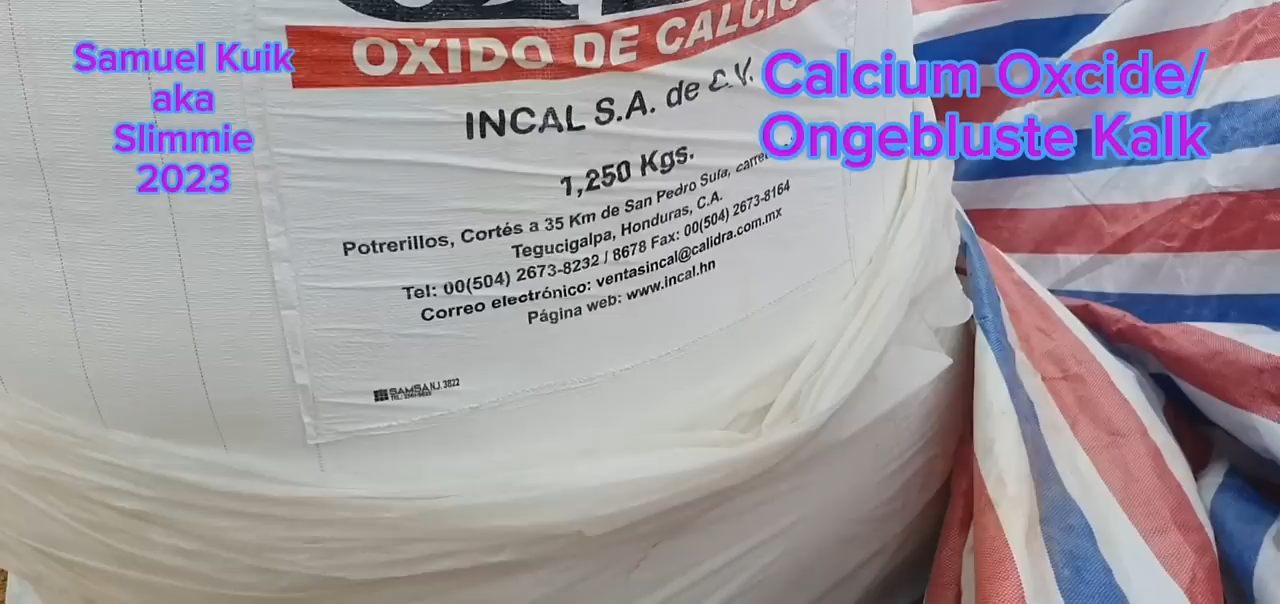 Samuel Kuik
aka
Slimmie
2023
Calcium Oxcide/
Ongebluste Kalk
OXIDO DE CALCIO
INCAL S.A. de C.V.
1,250 Kgs.
Potrerillos, Cortés a 35 Km de San Pedro Sula,
Tegucigalpa, Honduras, C.A.
Tel: 00(504) 2673-8232 / 8678 Fax: 00(504) 2673-8164
Correo electrónico: ventasincal@calidra.com.mx
Página web: www.incal.hn